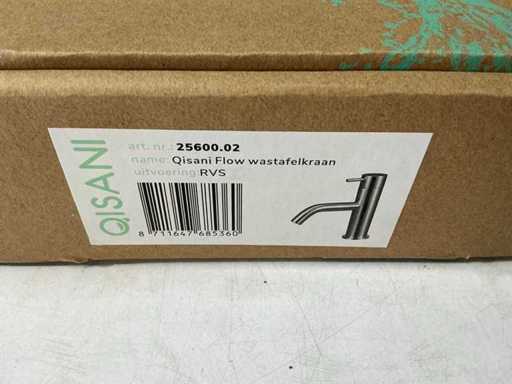 QISANI
art. nr.: 25600.02
name: Qisani Flow wastafelkraan
uitvoering: RVS
8 711647 685360